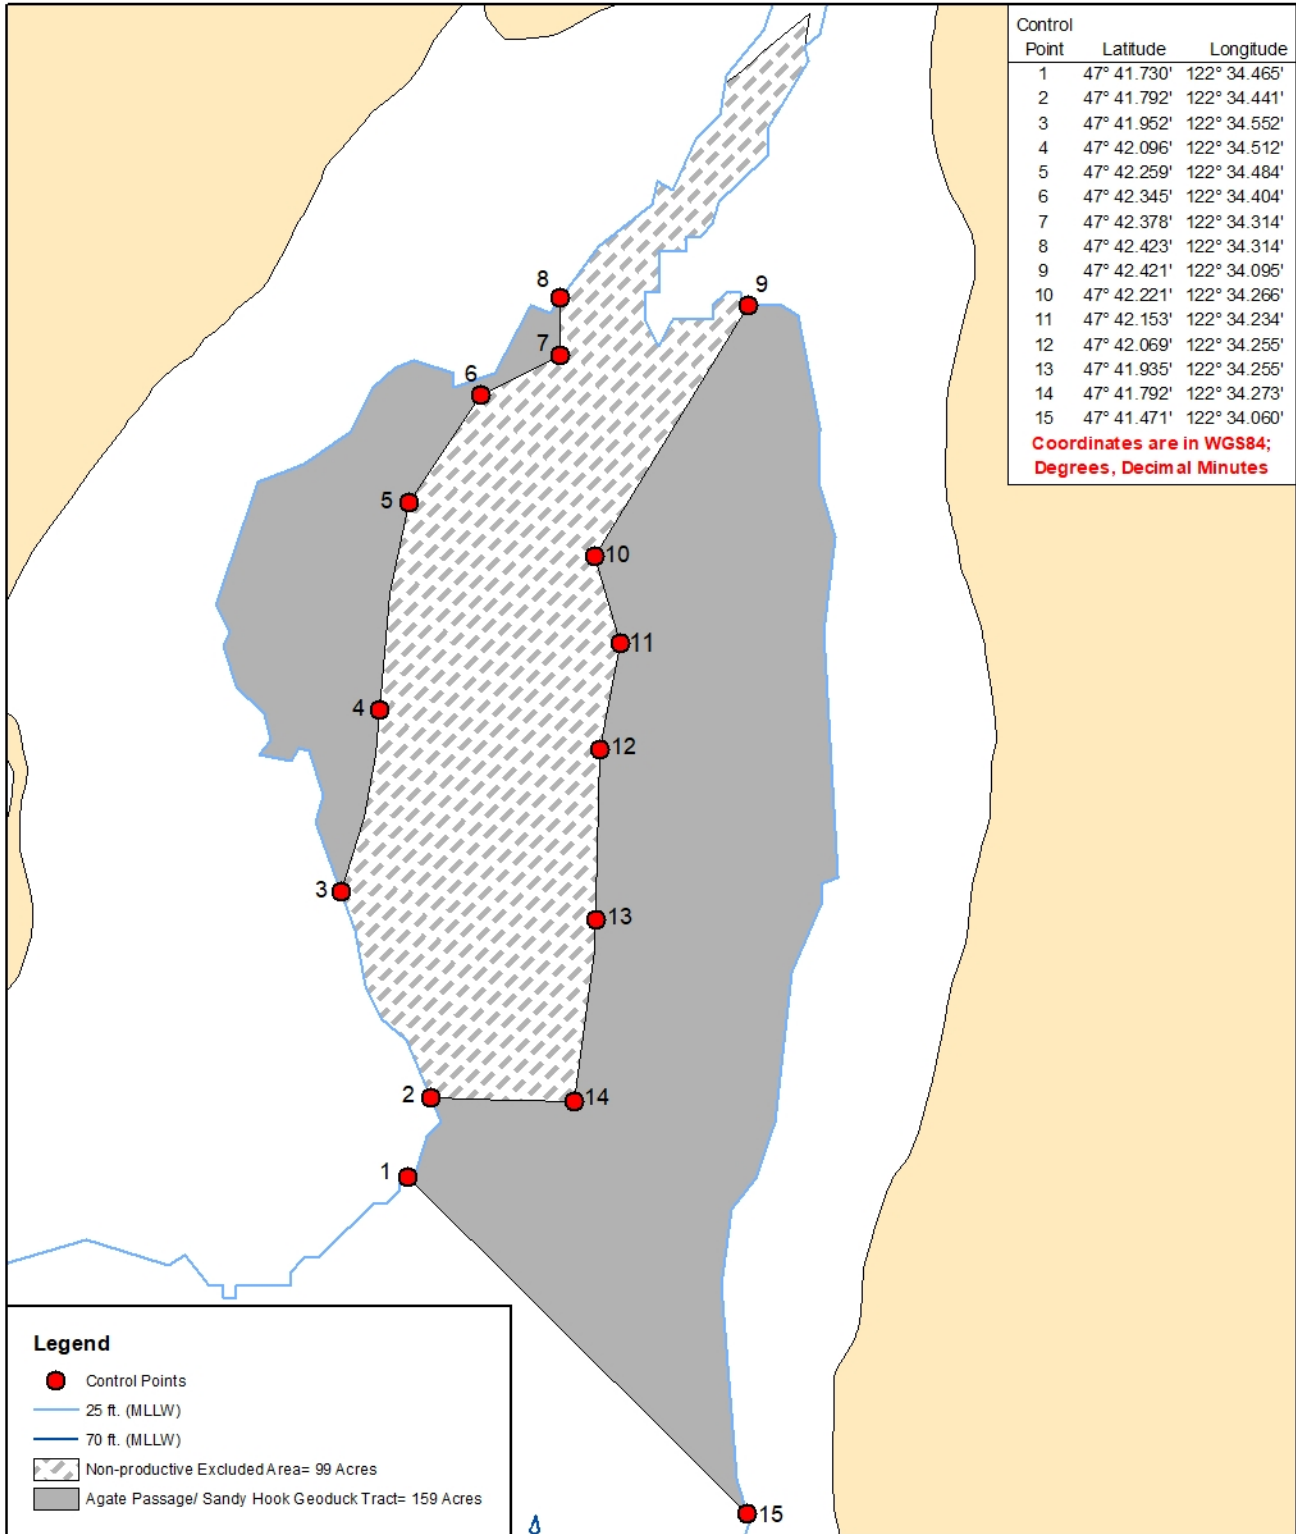 Control
Point Latitude Longitude
1 47° 41.730' 122° 34.465'
2 47° 41.792' 122° 34.441'
3 47° 41.952' 122° 34.552'
4 47° 42.096' 122° 34.512'
5 47° 42.259' 122° 34.484'
6 47° 42.345' 122° 34.404'
7 47° 42.378' 122° 34.314'
8 47° 42.423' 122° 34.314'
9 47° 42.421' 122° 34.095'
10 47° 42.221' 122° 34.266'
11 47° 42.153' 122° 34.234'
12 47° 42.069' 122° 34.255'
13 47° 41.935' 122° 34.255'
14 47° 41.792' 122° 34.273'
15 47° 41.471' 122° 34.060'
Coordinates are in WGS84;
Degrees, Decimal Minutes
8
9
7
6
5
10
11
4
12
3
13
2
14
1
15
Legend
Control Points
25 ft. (MLLW)
70 ft. (MLLW)
Non-productive Excluded Area= 99 Acres
Agate Passage/ Sandy Hook Geoduck Tract= 159 Acres